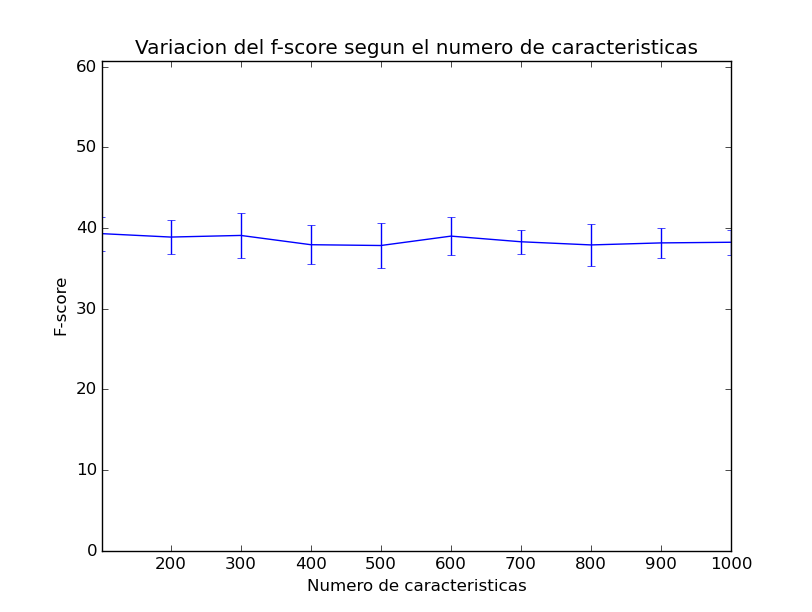 Variacion del f-score segun el numero de caracteristicas
60
50
40
30
20
10
0
F-score
200 300 400 500 600 700 800 900 1000
Numero de caracteristicas